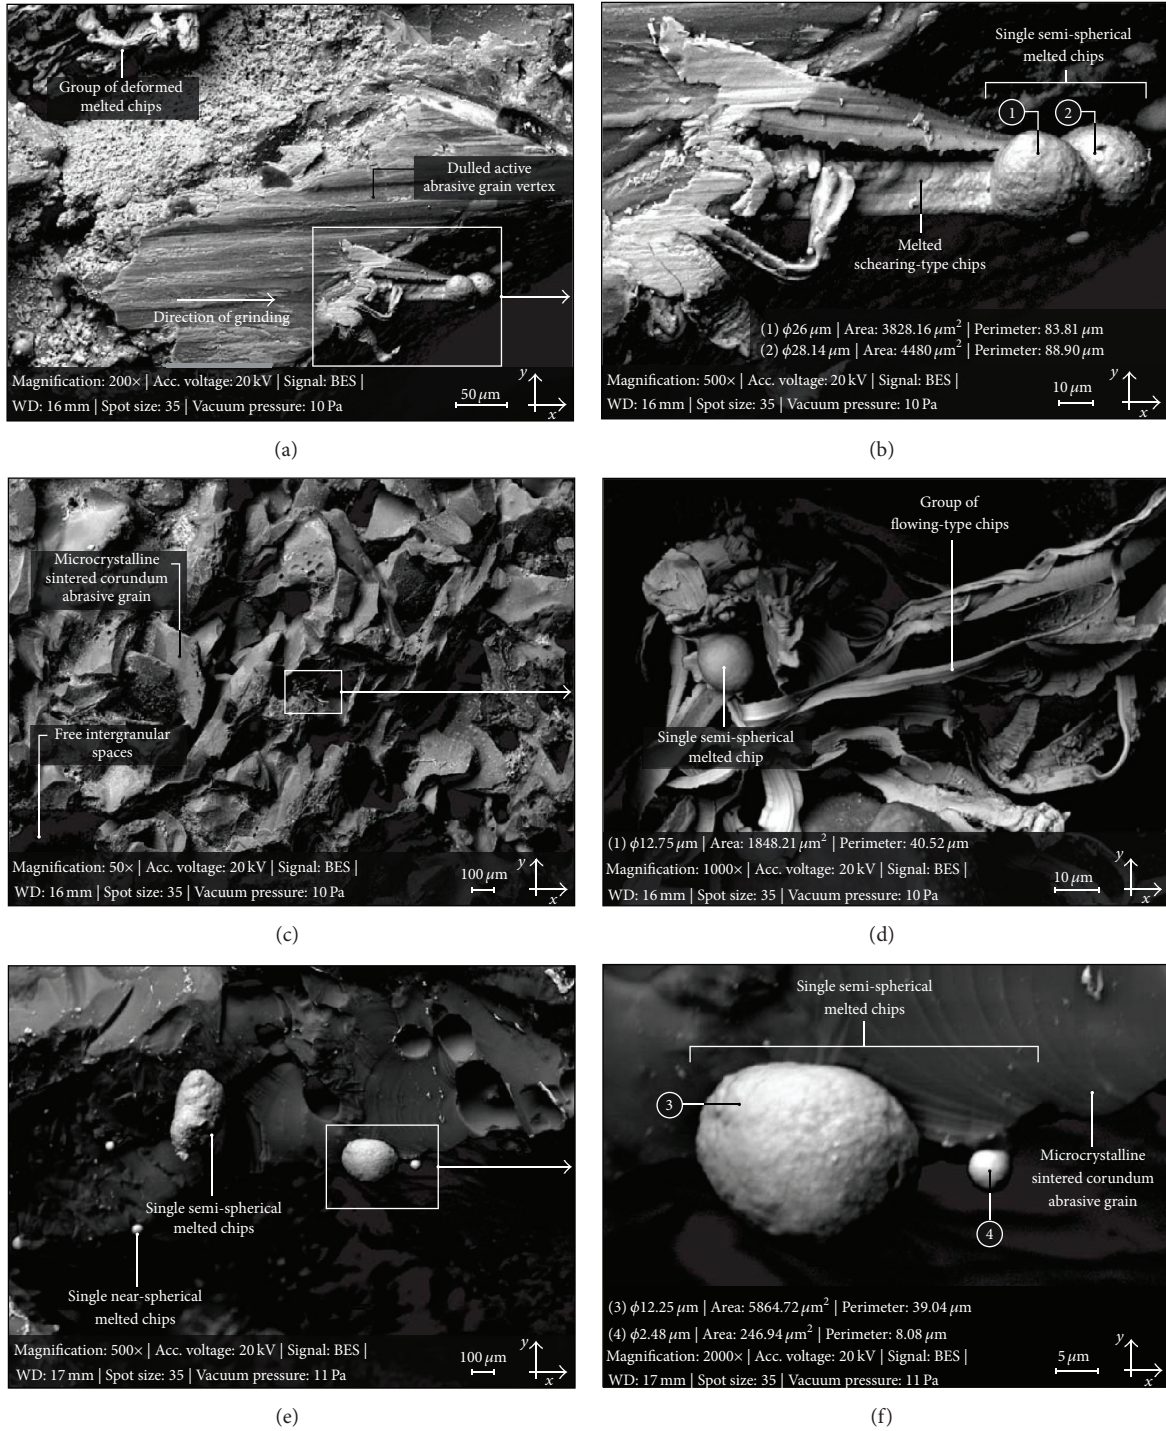 Group of deformed
melted chips
Dulled active
abrasive grain vertex
Direction of grinding
Magnification: 200× | Acc. voltage: 20 kV | Signal: BES |
WD: 16 mm | Spot size: 35 | Vacuum pressure: 10 Pa
50 μm
y
x
(a)
Single semi-spherical
melted chips
1
2
Melted
schearing-type chips
(1) ϕ26 μm | Area: 3828.16 μm² | Perimeter: 83.81 μm
(2) ϕ28.14 μm | Area: 4480 μm² | Perimeter: 88.90 μm
Magnification: 500× | Acc. voltage: 20 kV | Signal: BES |
WD: 16 mm | Spot size: 35 | Vacuum pressure: 10 Pa
10 μm
y
x
(b)
Microcrystalline
sintered corundum
abrasive grain
Free intergranular
spaces
Magnification: 50× | Acc. voltage: 20 kV | Signal: BES |
WD: 16 mm | Spot size: 35 | Vacuum pressure: 10 Pa
100 μm
y
x
(c)
Group of
flowing-type chips
Single semi-spherical
melted chip
(1) ϕ12.75 μm | Area: 1848.21 μm² | Perimeter: 40.52 μm
Magnification: 1000× | Acc. voltage: 20 kV | Signal: BES |
WD: 16 mm | Spot size: 35 | Vacuum pressure: 10 Pa
10 μm
y
x
(d)
Single semi-spherical
melted chips
Single near-spherical
melted chips
Magnification: 500× | Acc. voltage: 20 kV | Signal: BES |
WD: 17 mm | Spot size: 35 | Vacuum pressure: 11 Pa
100 μm
y
x
(e)
Single semi-spherical
melted chips
3
Microcrystalline
sintered corundum
abrasive grain
4
(3) ϕ12.25 μm | Area: 5864.72 μm² | Perimeter: 39.04 μm
(4) ϕ2.48 μm | Area: 246.94 μm² | Perimeter: 8.08 μm
Magnification: 2000× | Acc. voltage: 20 kV | Signal: BES |
WD: 17 mm | Spot size: 35 | Vacuum pressure: 11 Pa
5 μm
y
x
(f)